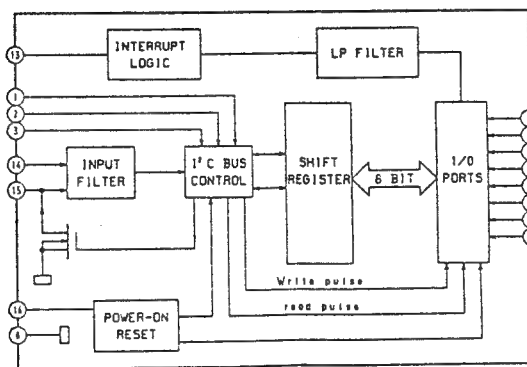 13
INTERRUPT
LOGIC
LP FILTER
1
2
3
14
15
INPUT
FILTER
I²C BUS
CONTROL
SHIFT
REGISTER
8 BIT
I/O
PORTS
Write pulse
read pulse
16
6
POWER-ON
RESET